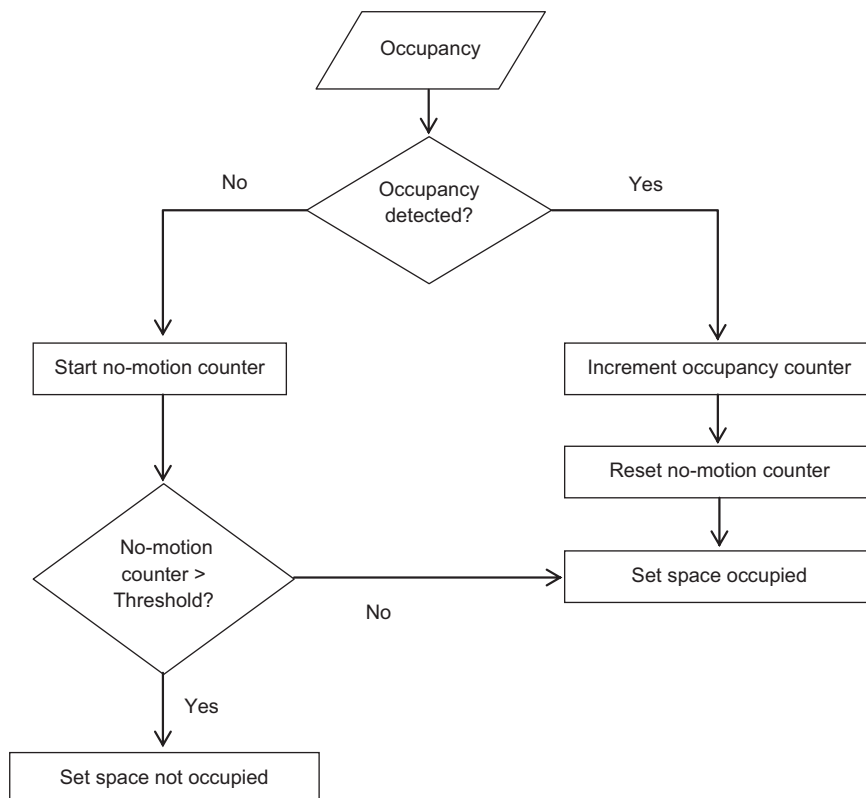 Occupancy
Occupancy
detected?
No
Yes
Start no-motion counter
Increment occupancy counter
Reset no-motion counter
No-motion
counter >
Threshold?
No
Set space occupied
Yes
Set space not occupied